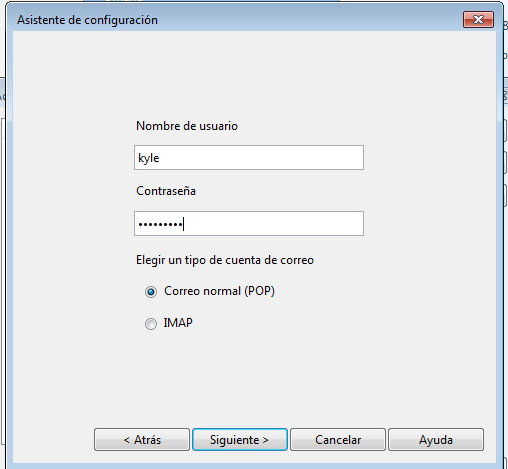 Asistente de configuración
Nombre de usuario
kyle
Contraseña
•••••••••
Elegir un tipo de cuenta de correo
Correo normal (POP)
IMAP
< Atrás
Siguiente >
Cancelar
Ayuda